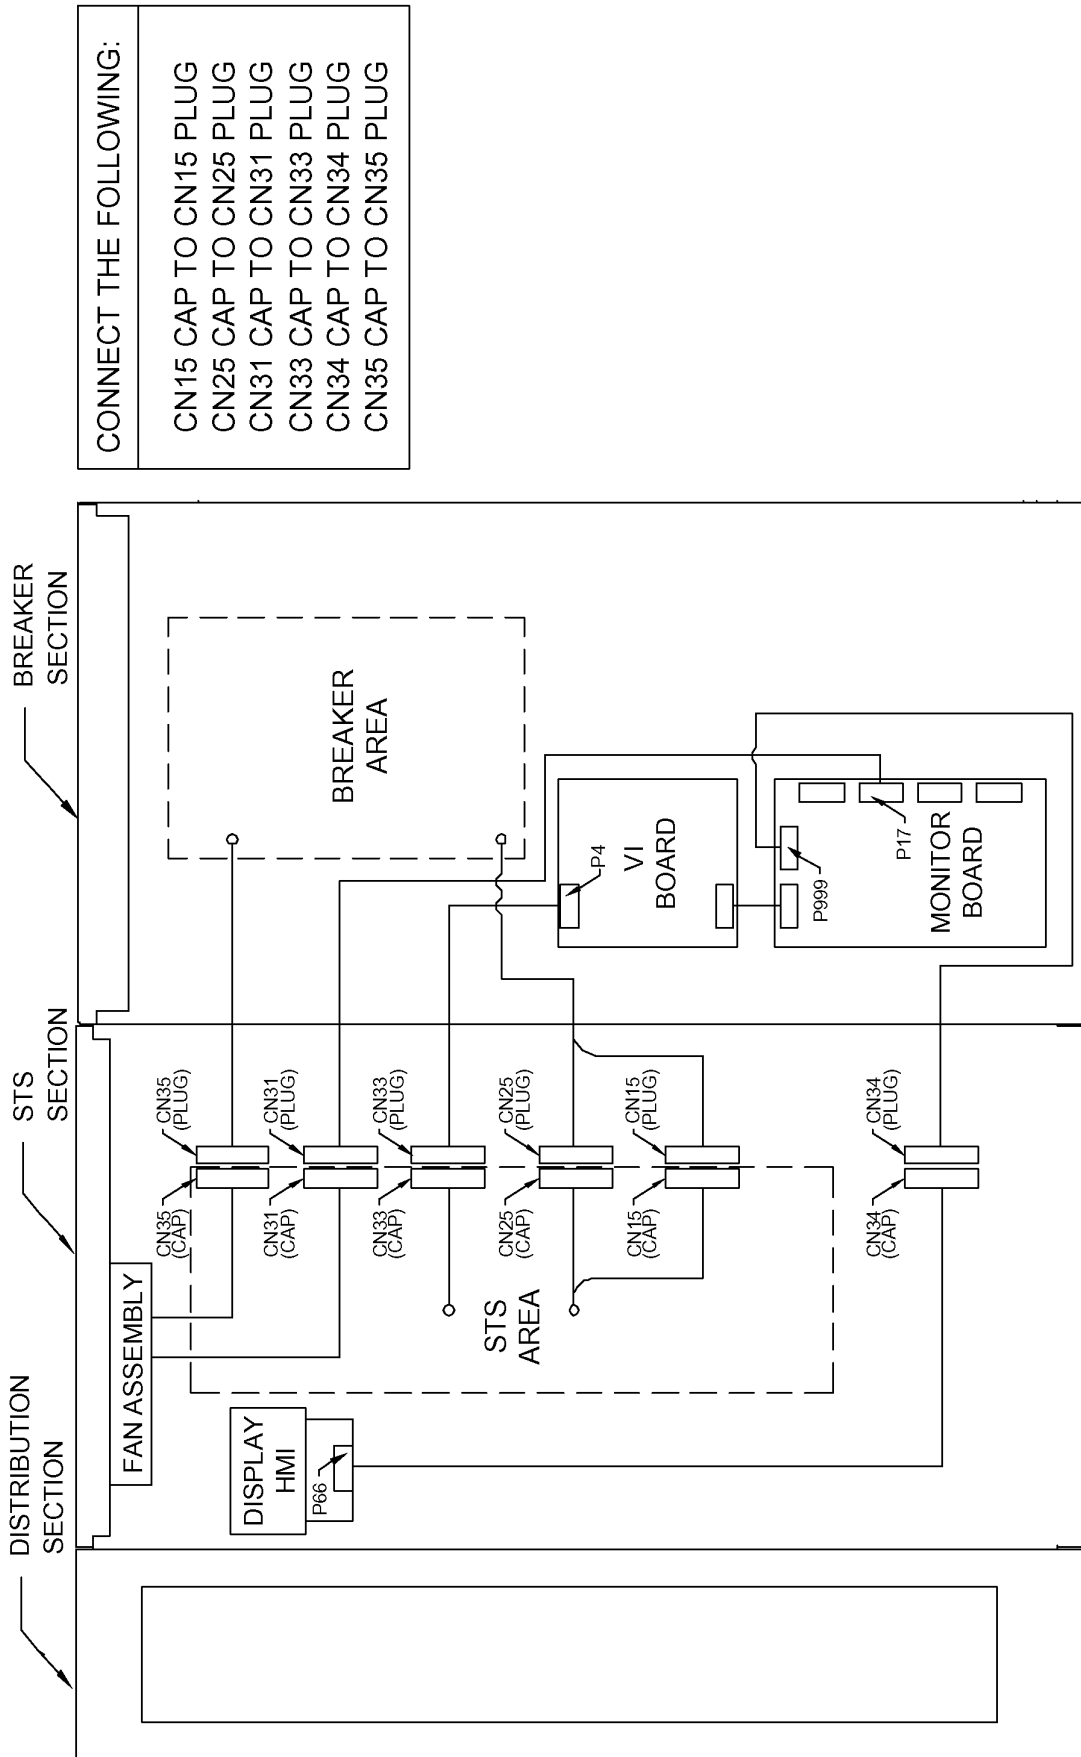 DISTRIBUTION
SECTION
STS
SECTION
BREAKER
SECTION
FAN ASSEMBLY
DISPLAY
HMI
P66
STS
AREA
CN35
(CAP)
CN35
(PLUG)
CN31
(CAP)
CN31
(PLUG)
CN33
(CAP)
CN33
(PLUG)
CN25
(CAP)
CN25
(PLUG)
CN15
(CAP)
CN15
(PLUG)
CN34
(CAP)
CN34
(PLUG)
BREAKER
AREA
P4
VI
BOARD
P999
P17
MONITOR
BOARD
CONNECT THE FOLLOWING:
CN15 CAP TO CN15 PLUG
CN25 CAP TO CN25 PLUG
CN31 CAP TO CN31 PLUG
CN33 CAP TO CN33 PLUG
CN34 CAP TO CN34 PLUG
CN35 CAP TO CN35 PLUG